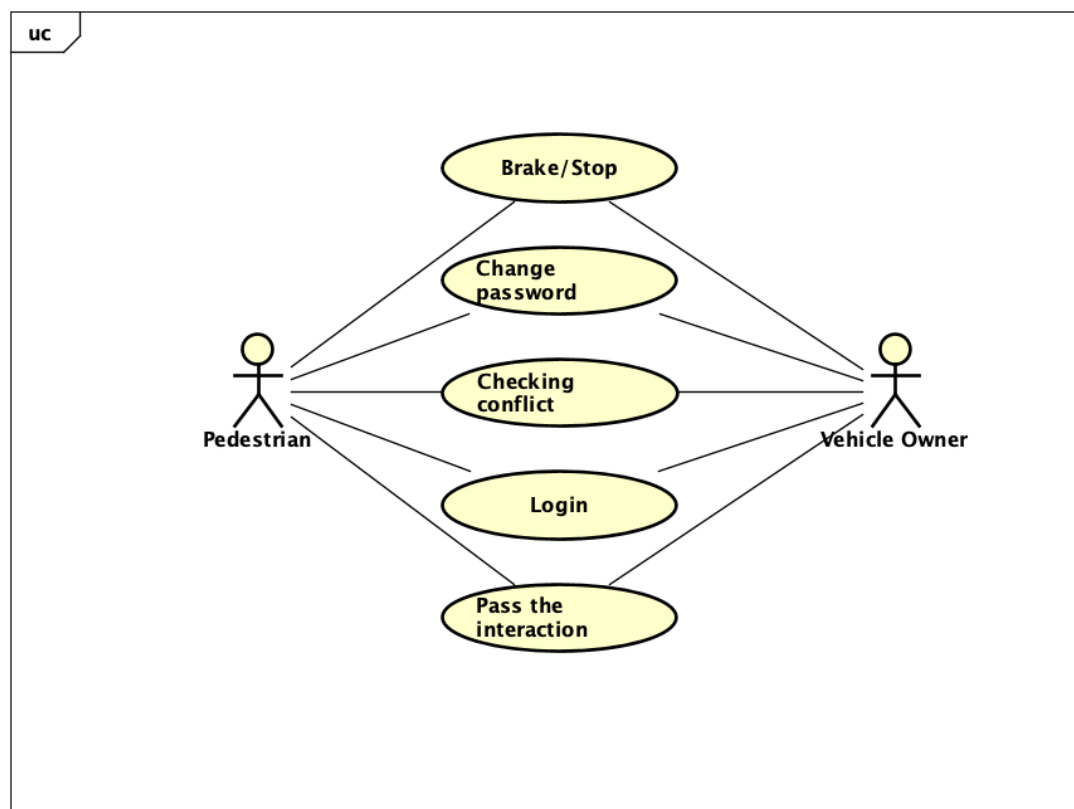 uc
Brake/Stop
Change
password
Checking
conflict
Pedestrian
Vehicle Owner
Login
Pass the
interaction